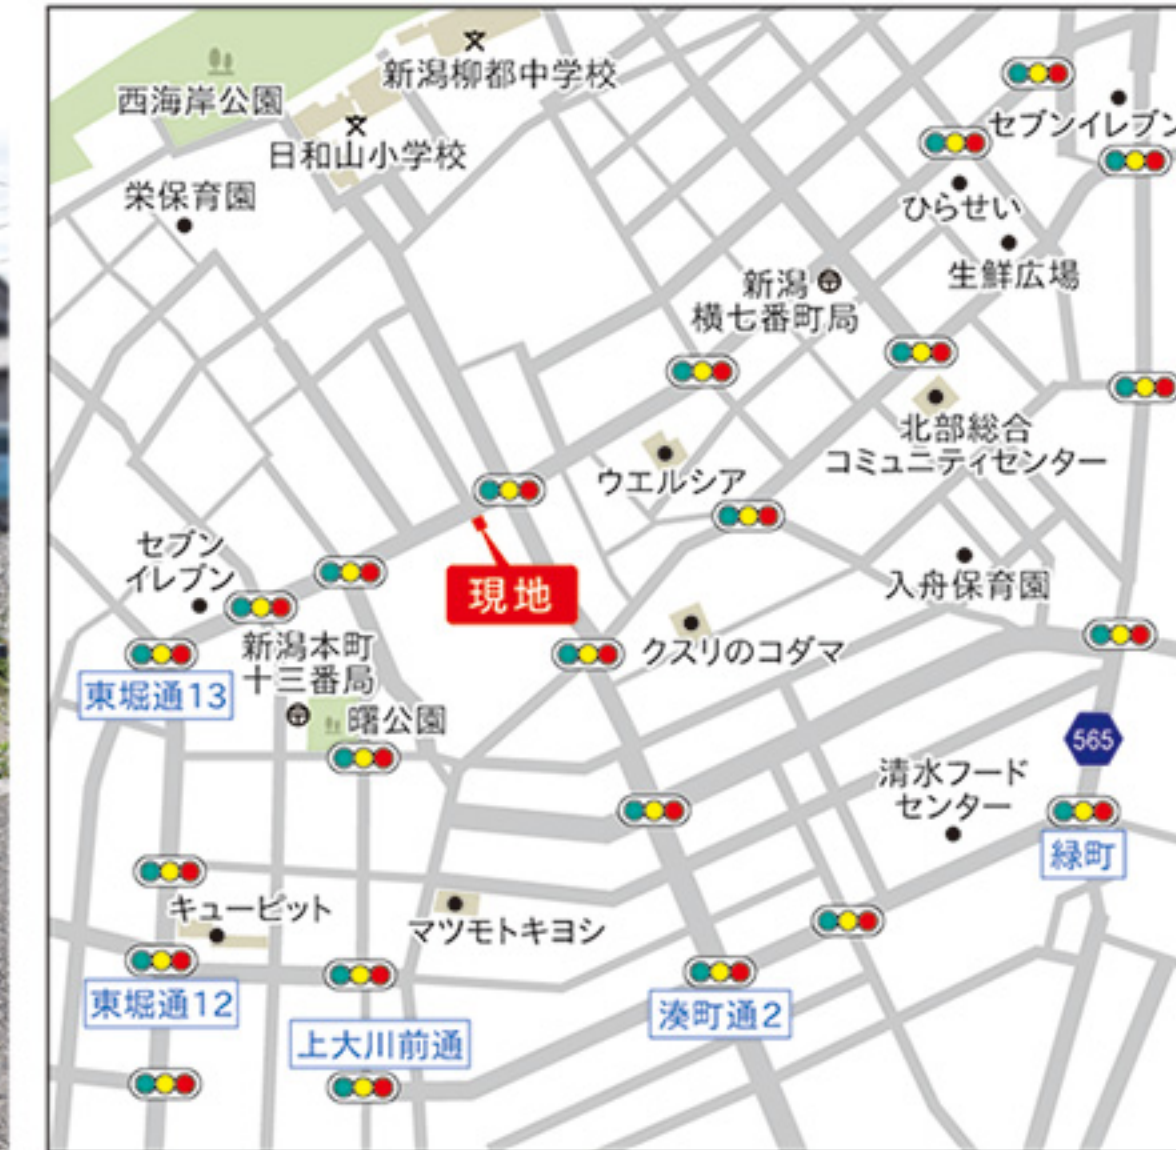 新潟柳都中学校
西海岸公園
日和山小学校
セブンイレブン
栄保育園
ひらせい
生鮮広場
新潟
横七番町局
北部総合
コミュニティセンター
ウエルシア
セブン
イレブン
現地
入舟保育園
新潟本町
十三番局
クスリのコダマ
東堀通13
曙公園
565
清水フード
センター
緑町
キューピット
マツモトキヨシ
東堀通12
湊町通2
上大川前通